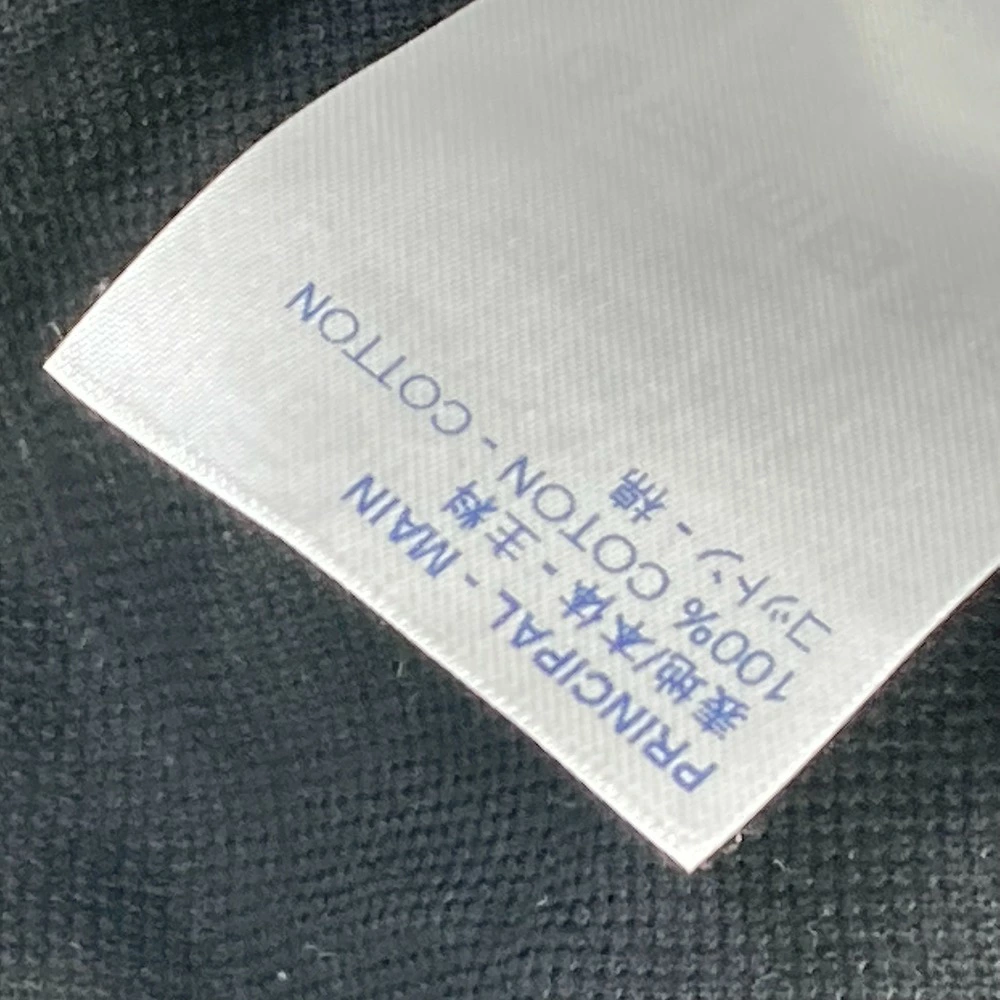 PRINCIPAL - MAIN
表地/本体 - 主料
100% COTON - COTTON
コットン - 棉